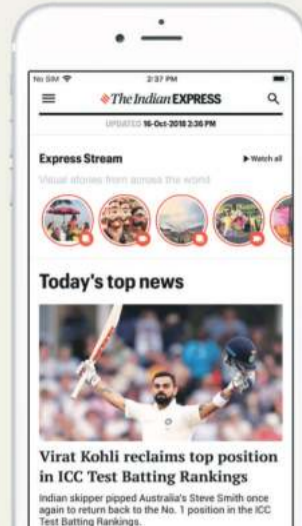 No SIM 2:37 PM
The Indian EXPRESS
UPDATED 16-Oct-2018 2:36 PM
Express Stream
Watch all
Visual stories from across the world
Today's top news
Virat Kohli reclaims top position
in ICC Test Batting Rankings
Indian skipper pipped Australia's Steve Smith once
again to return back to the No. 1 position in the ICC
Test Batting Rankings.